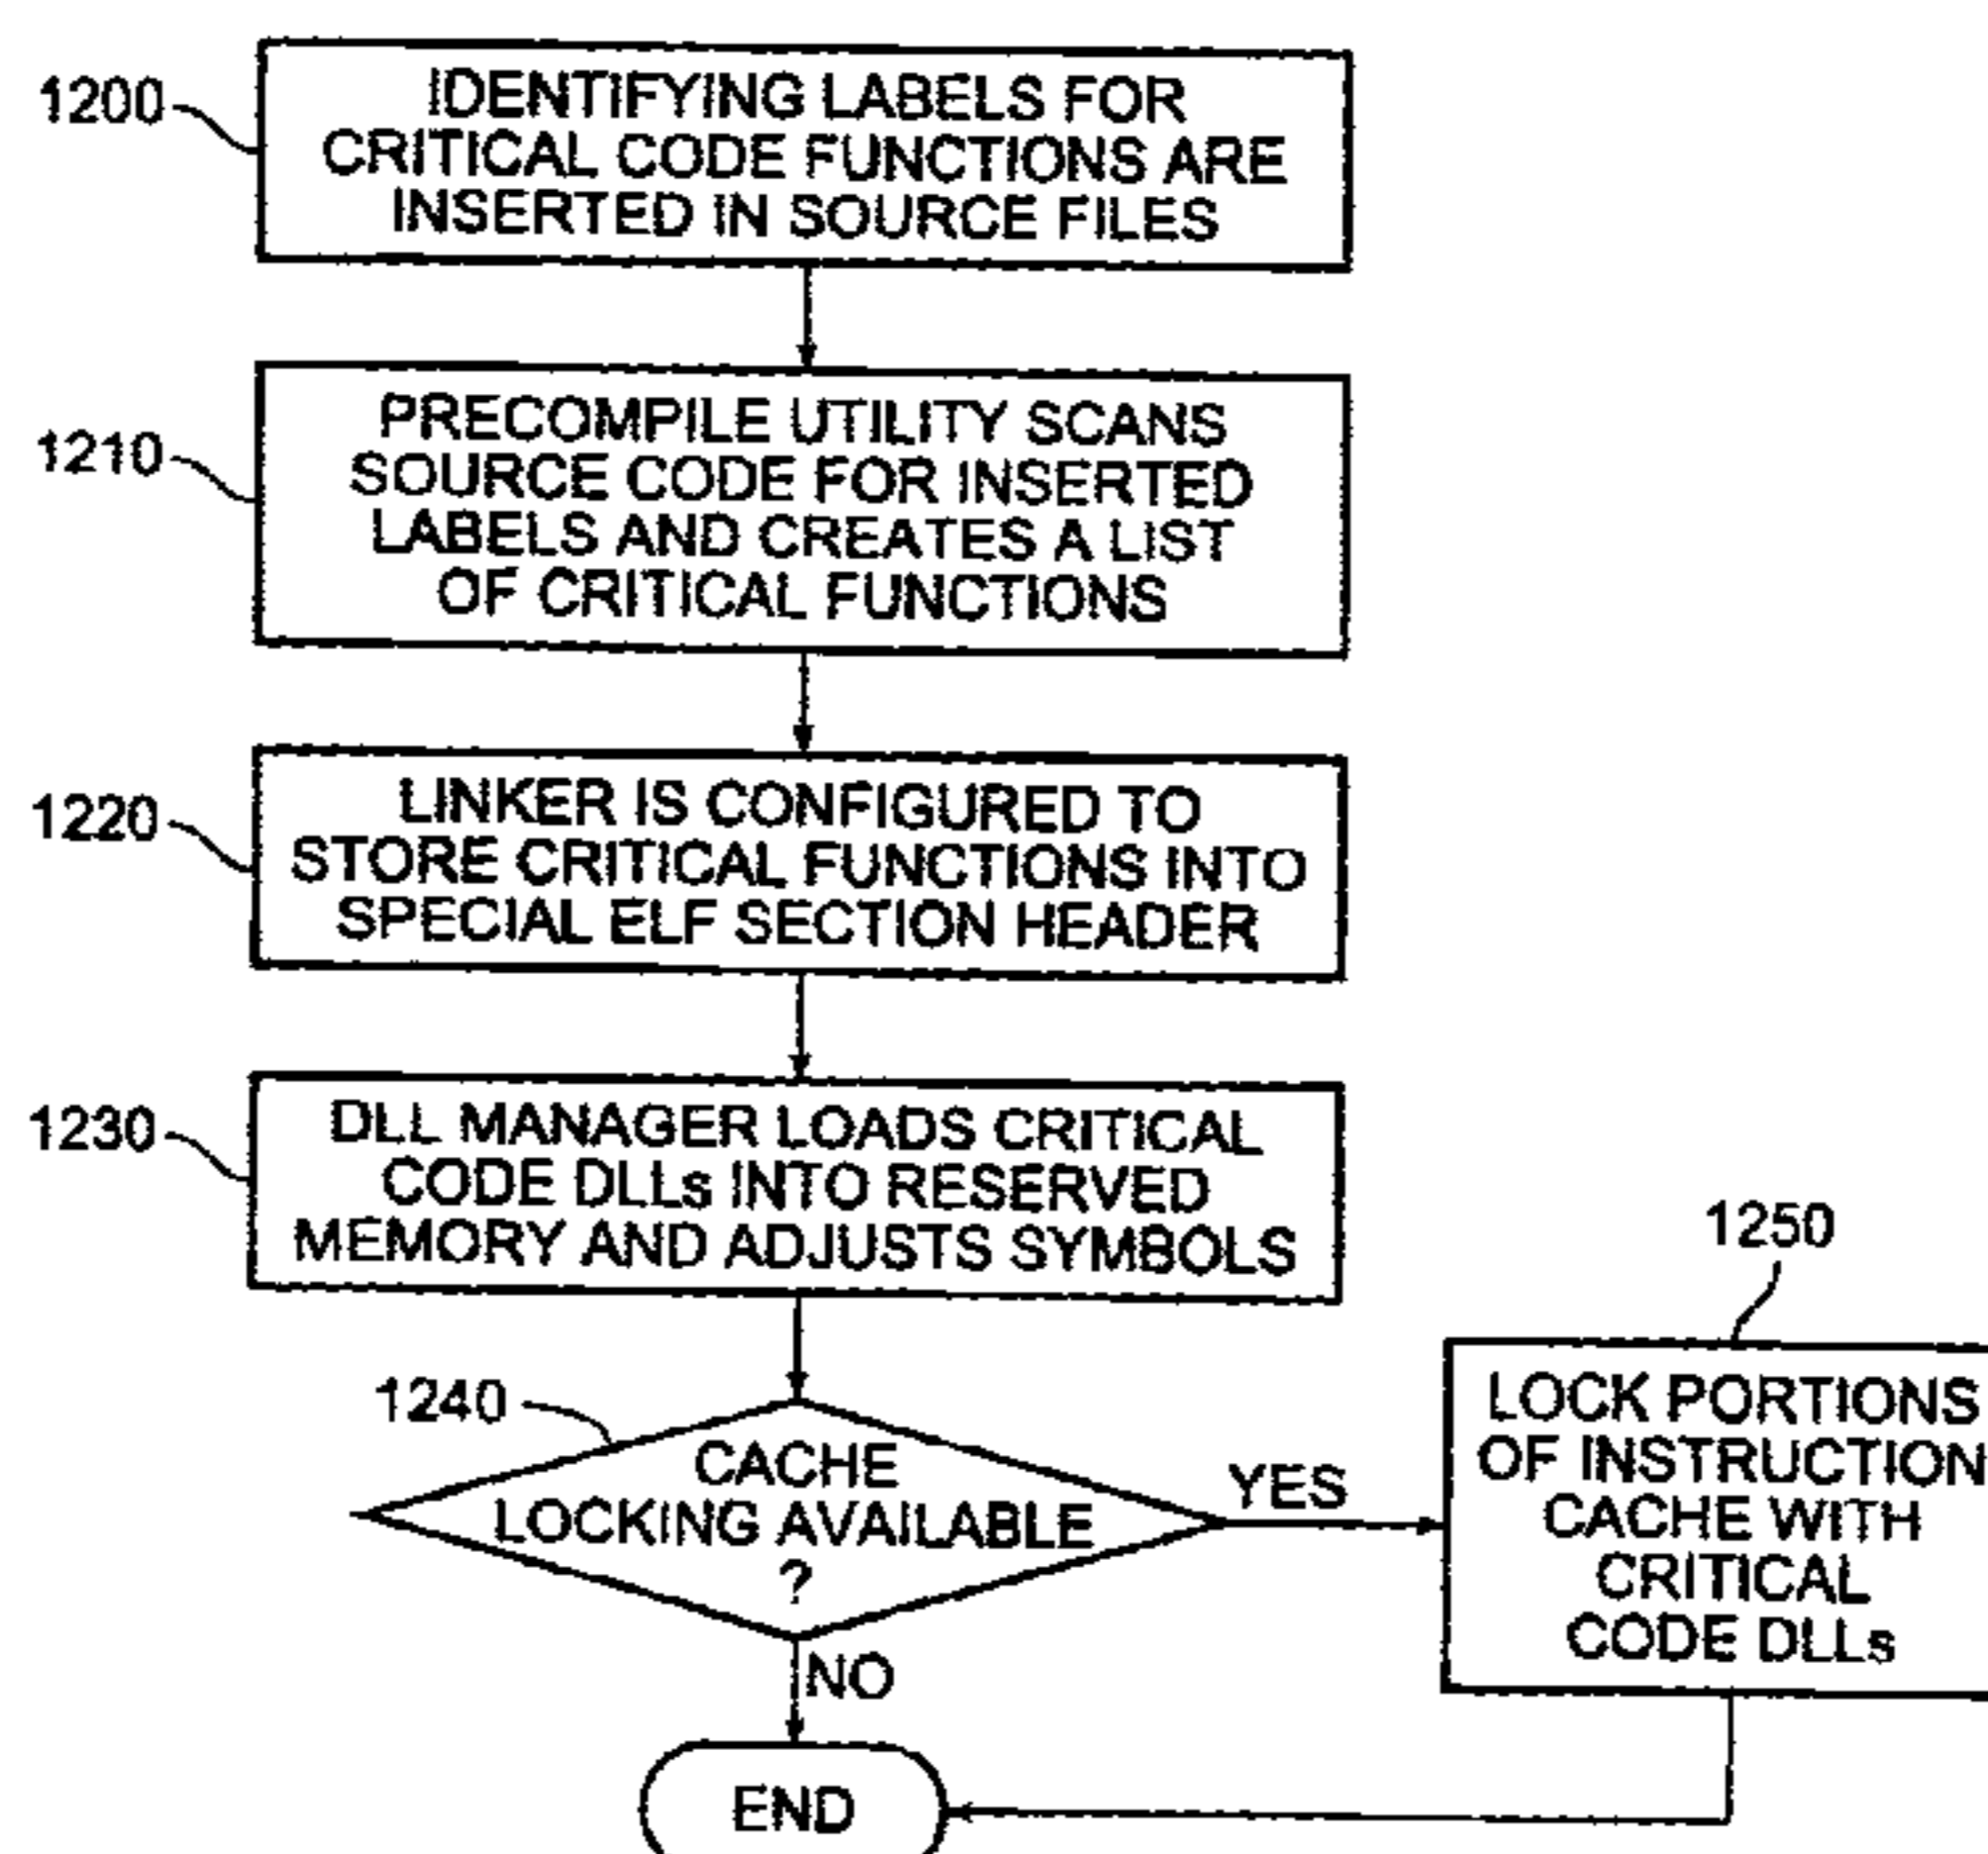 1200
IDENTIFYING LABELS FOR
CRITICAL CODE FUNCTIONS ARE
INSERTED IN SOURCE FILES
1210
PRECOMPILE UTILITY SCANS
SOURCE CODE FOR INSERTED
LABELS AND CREATES A LIST
OF CRITICAL FUNCTIONS
1220
LINKER IS CONFIGURED TO
STORE CRITICAL FUNCTIONS INTO
SPECIAL ELF SECTION HEADER
1230
DLL MANAGER LOADS CRITICAL
CODE DLLs INTO RESERVED
MEMORY AND ADJUSTS SYMBOLS
1240
CACHE
LOCKING AVAILABLE
?
YES
1250
LOCK PORTIONS
OF INSTRUCTION
CACHE WITH
CRITICAL
CODE DLLs
NO
END